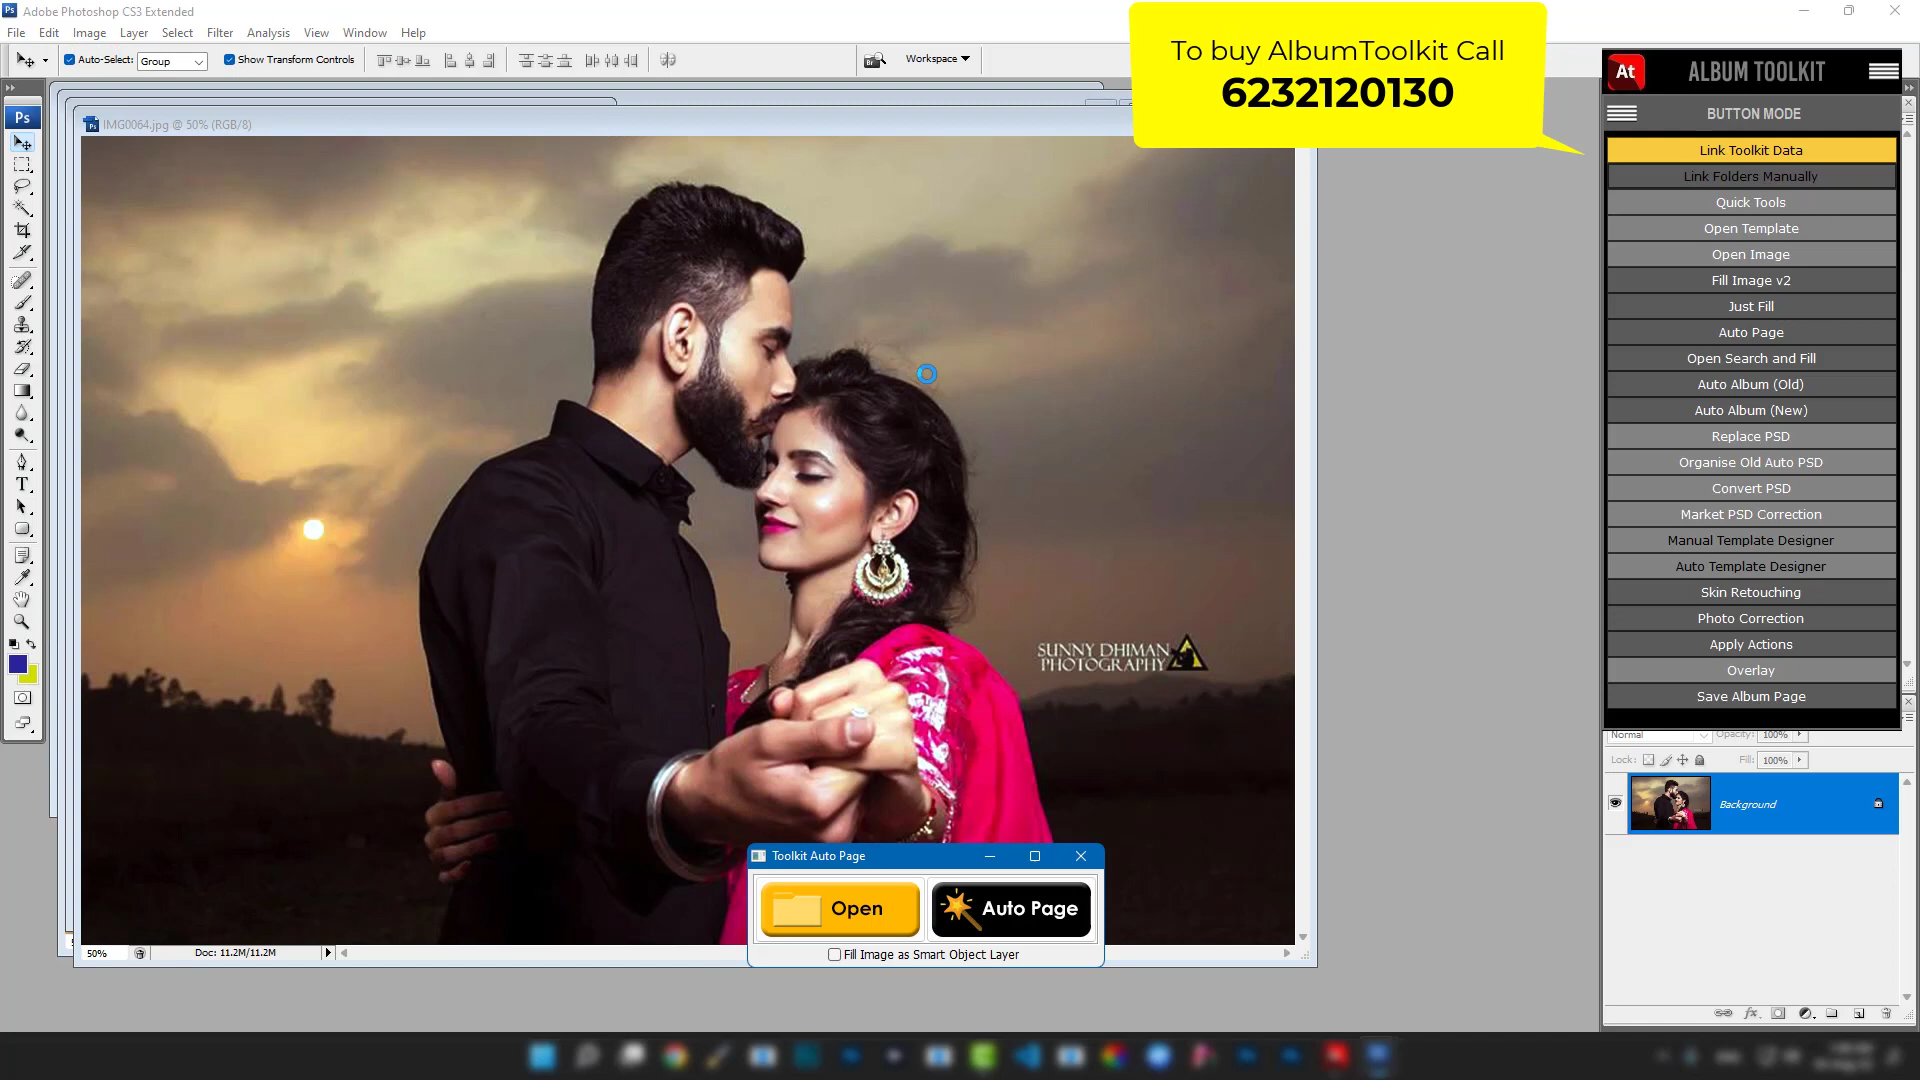 Ps Adobe Photoshop CS3 Extended
File Edit Image Layer Select Filter Analysis View Window Help
Auto-Select: Group Show Transform Controls
Workspace
To buy AlbumToolkit Call
6232120130
At ALBUM TOOLKIT
BUTTON MODE
Link Toolkit Data
Link Folders Manually
Quick Tools
Open Template
Open Image
Fill Image v2
Just Fill
Auto Page
Open Search and Fill
Auto Album (Old)
Auto Album (New)
Replace PSD
Organise Old Auto PSD
Convert PSD
Market PSD Correction
Manual Template Designer
Auto Template Designer
Skin Retouching
Photo Correction
Apply Actions
Overlay
Save Album Page
Ps
IMG0064.jpg @ 50% (RGB/8)
SUNNY DHIMAN
PHOTOGRAPHY
Normal Opacity: 100%
Lock: Fill: 100%
Background
Toolkit Auto Page
Open
Auto Page
Fill Image as Smart Object Layer
50% Doc: 11.2M/11.2M